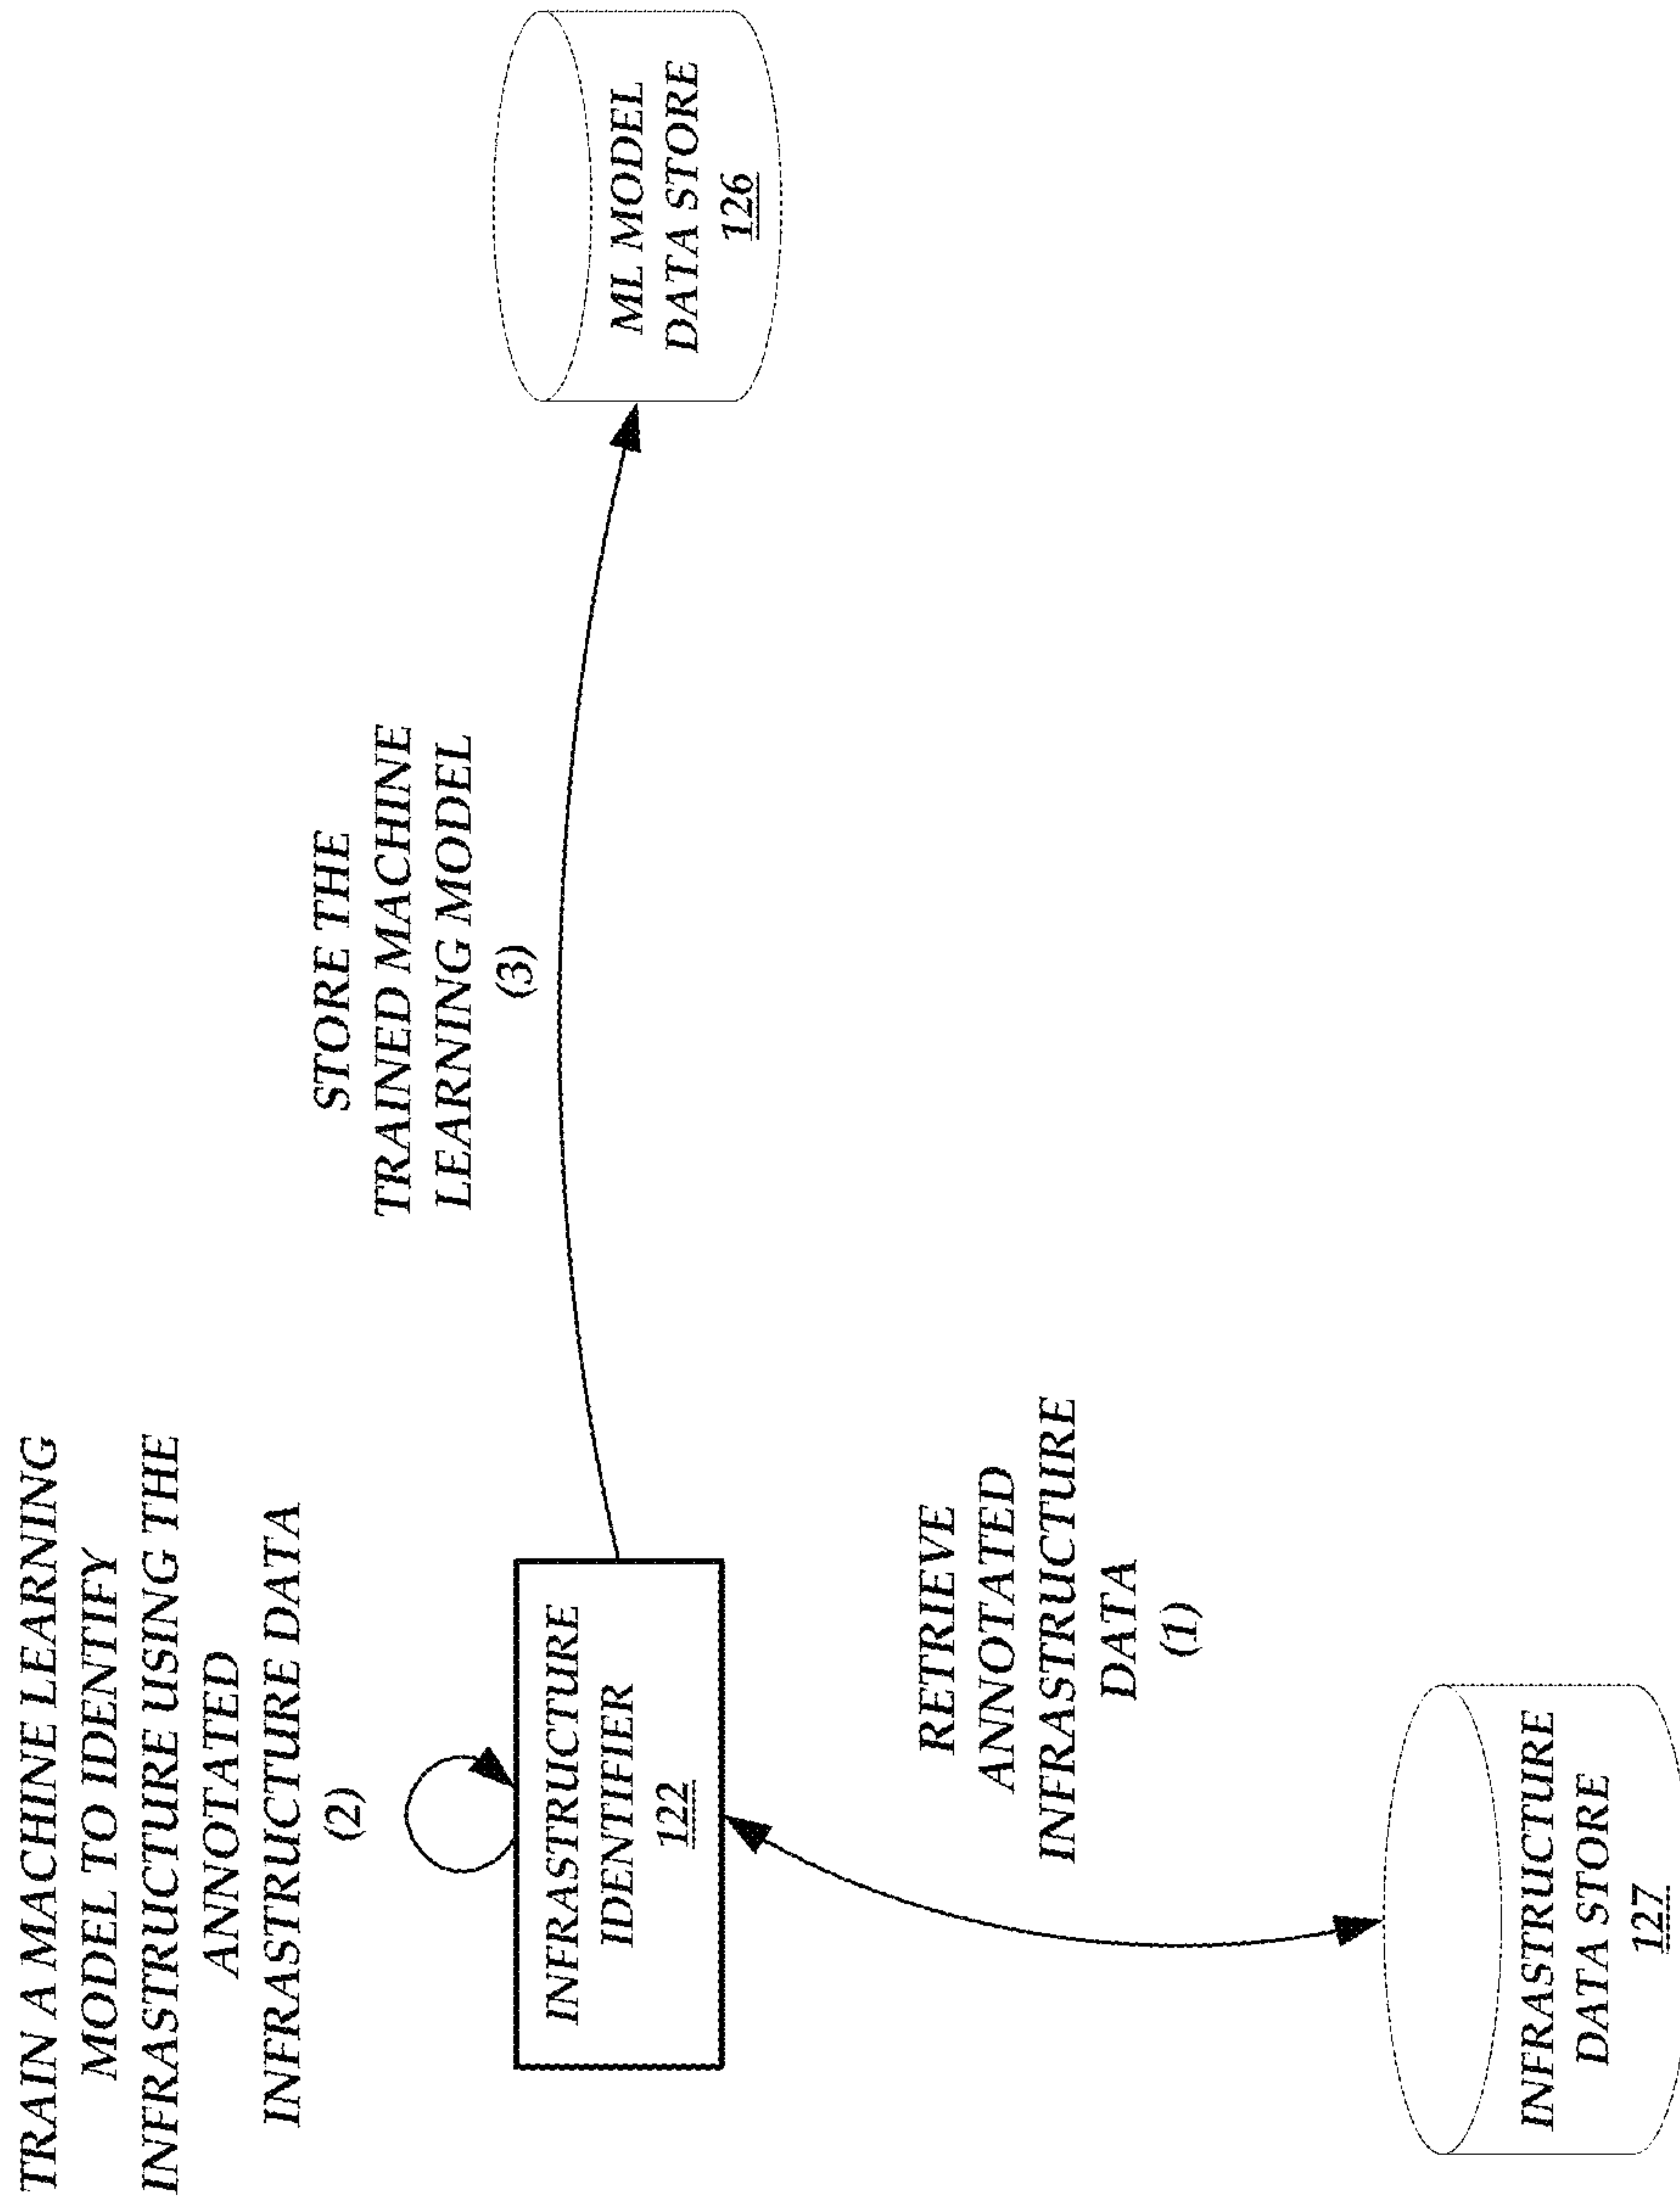 TRAIN A MACHINE LEARNING
MODEL TO IDENTIFY
INFRASTRUCTURE USING THE
ANNOTATED
INFRASTRUCTURE DATA
(2)
STORE THE
TRAINED MACHINE
LEARNING MODEL
(3)
INFRASTRUCTURE
IDENTIFIER
122
ML MODEL
DATA STORE
126
RETRIEVE
ANNOTATED
INFRASTRUCTURE
DATA
(1)
INFRASTRUCTURE
DATA STORE
127